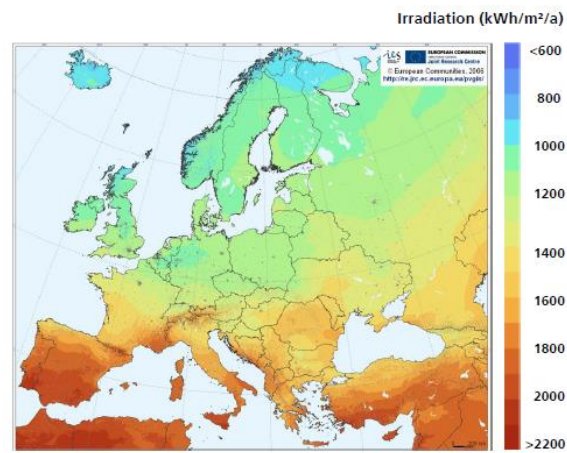 Irradiation (kWh/m²/a)
EUROPEAN COMMISSION
Joint Research Centre
© European Communities, 2006
http://re.jrc.ec.europa.eu/pvgis/
<600
800
1000
1200
1400
1600
1800
2000
>2200